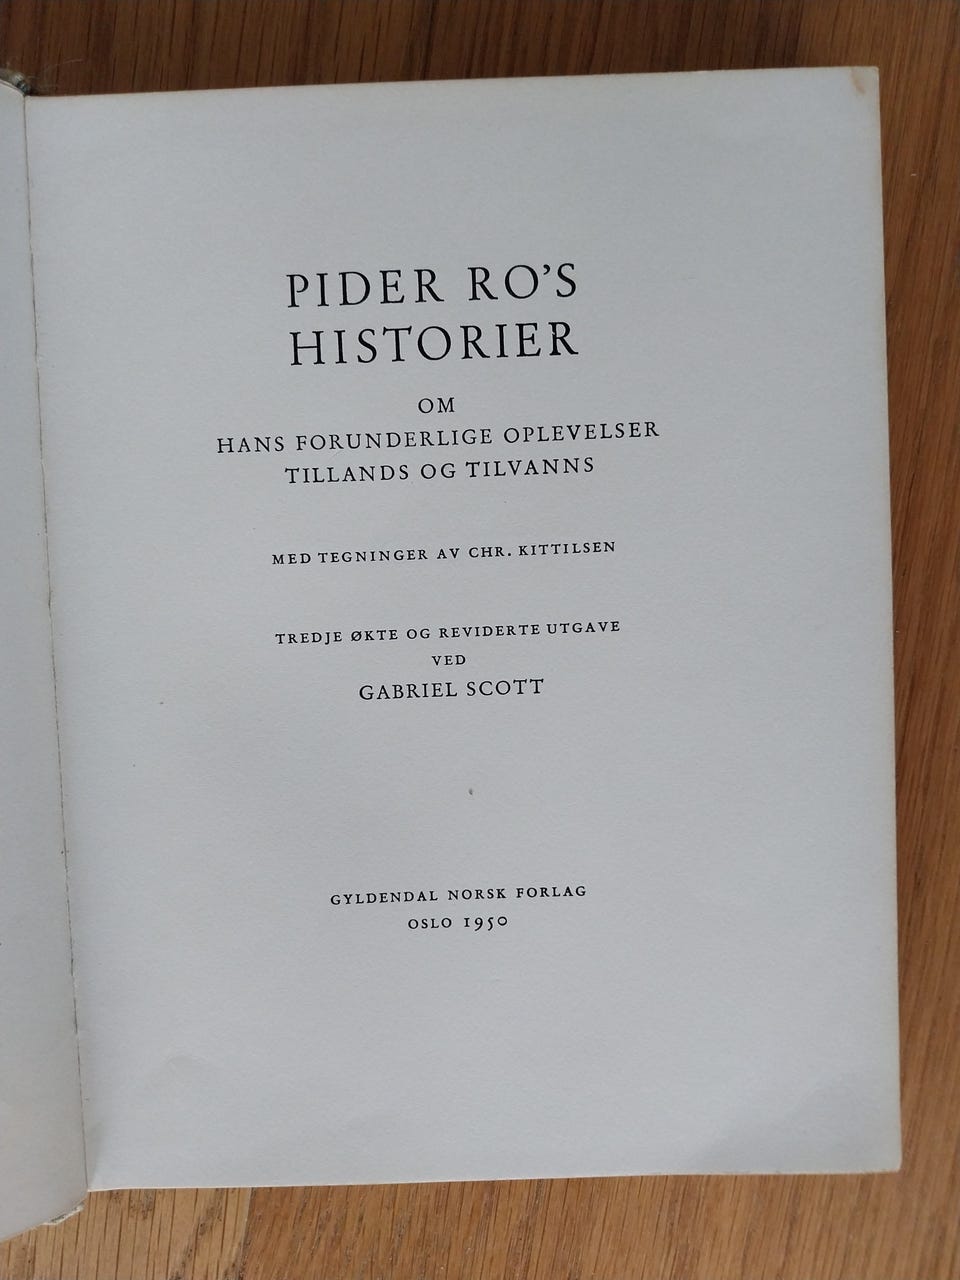 PIDER RO'S
HISTORIER
OM
HANS FORUNDERLIGE OPLEVELSER
TILLANDS OG TILVANNS
MED TEGNINGER AV CHR. KITTILSEN
TREDJE ØKTE OG REVIDERTE UTGAVE
VED
GABRIEL SCOTT
GYLDENDAL NORSK FORLAG
OSLO 1950